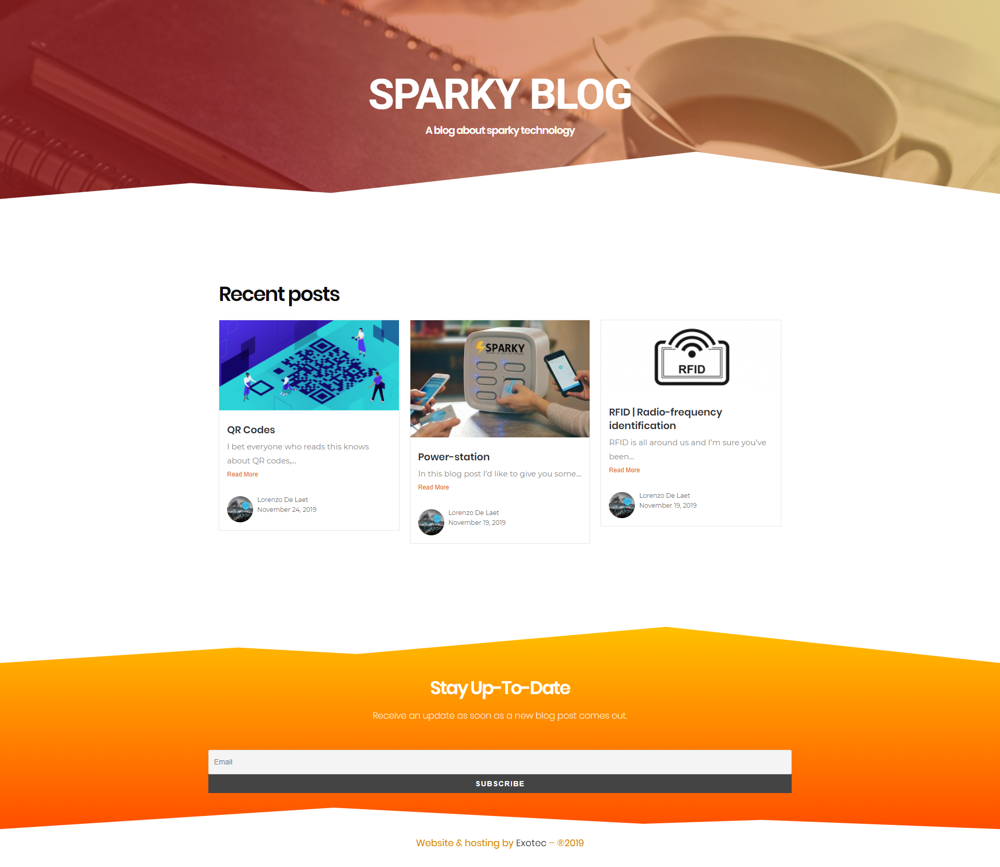 SPARKY BLOG
A blog about sparky technology
Recent posts
QR Codes
I bet everyone who reads this knows
about QR codes,...
Read More
Lorenzo De Laet
November 24, 2019
SPARKY
Power-station
In this blog post I'd like to give you some...
Read More
Lorenzo De Laet
November 19, 2019
RFID
RFID | Radio-frequency
identification
RFID is all around us and I'm sure you've
been...
Read More
Lorenzo De Laet
November 19, 2019
Stay Up-To-Date
Receive an update as soon as a new blog post comes out.
Email
SUBSCRIBE
Website & hosting by Exotec – ®2019